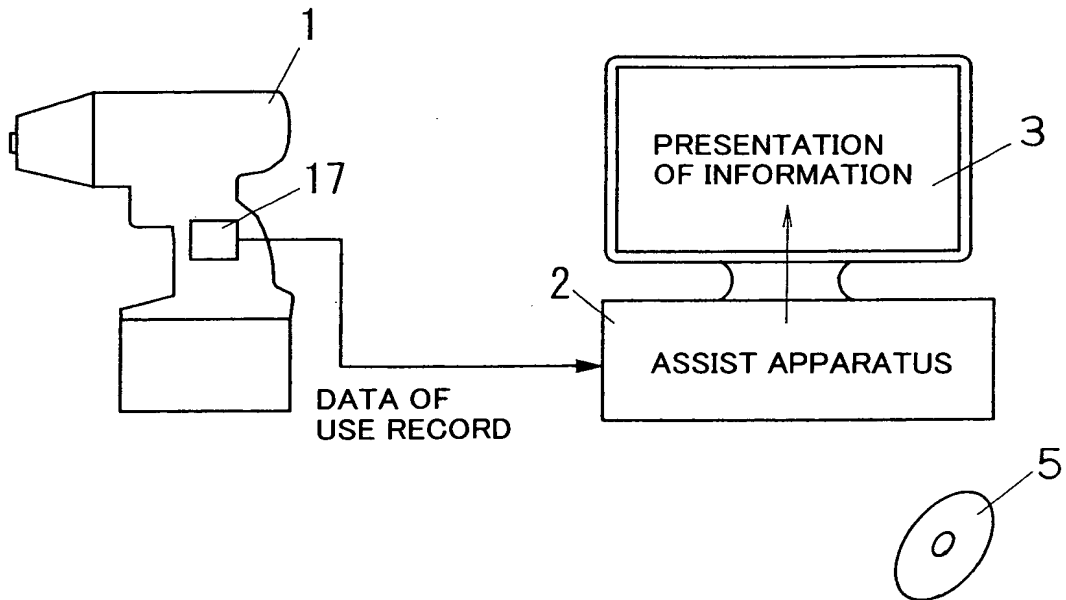 1
17
PRESENTATION
OF INFORMATION
3
2
ASSIST APPARATUS
DATA OF
USE RECORD
5